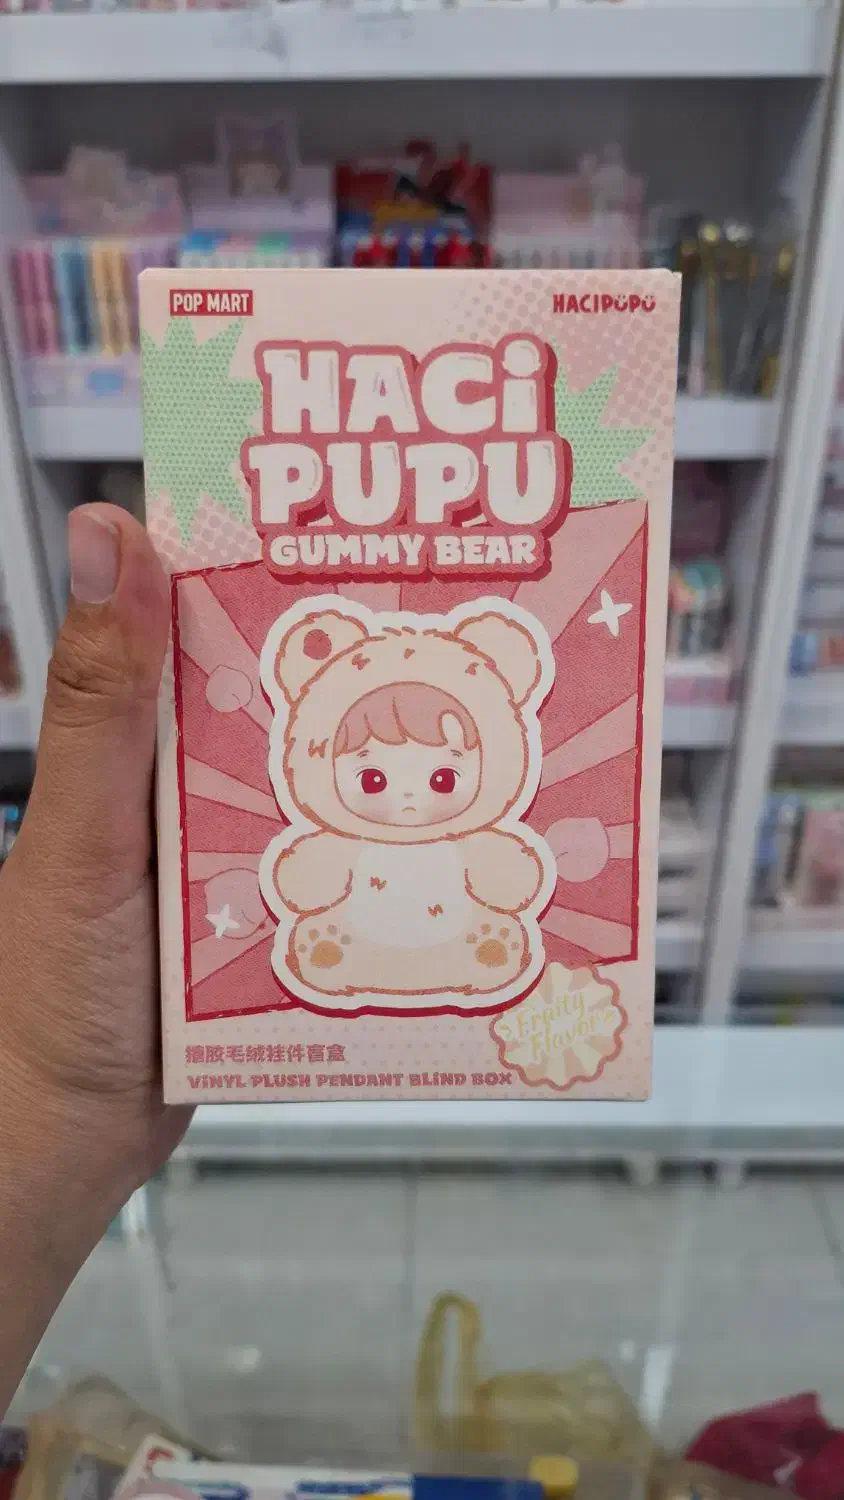 POP MART
HACIPUPU
HACi
PUPU
GUMMY BEAR
Fruity
Flavor
搪胶毛绒挂件盲盒
ViNYL PLUSH PENDANT BLiND BOX